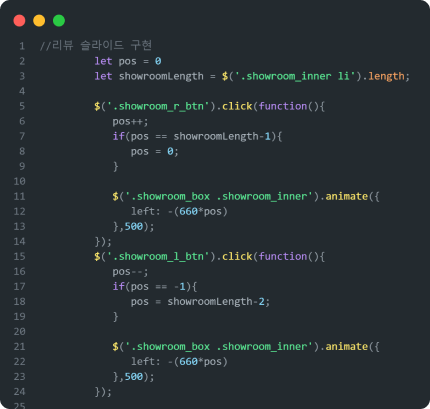 1 //리뷰 슬라이드 구현
2 let pos = 0
3 let showroomLength = $('.showroom_inner li').length;
4
5 $('.showroom_r_btn').click(function(){
6 pos++;
7 if(pos == showroomLength-1){
8 pos = 0;
9 }
10
11 $('.showroom_box .showroom_inner').animate({
12 left: -(660*pos)
13 },500);
14 });
15 $('.showroom_l_btn').click(function(){
16 pos--;
17 if(pos == -1){
18 pos = showroomLength-2;
19 }
20
21 $('.showroom_box .showroom_inner').animate({
22 left: -(660*pos)
23 },500);
24 });
25